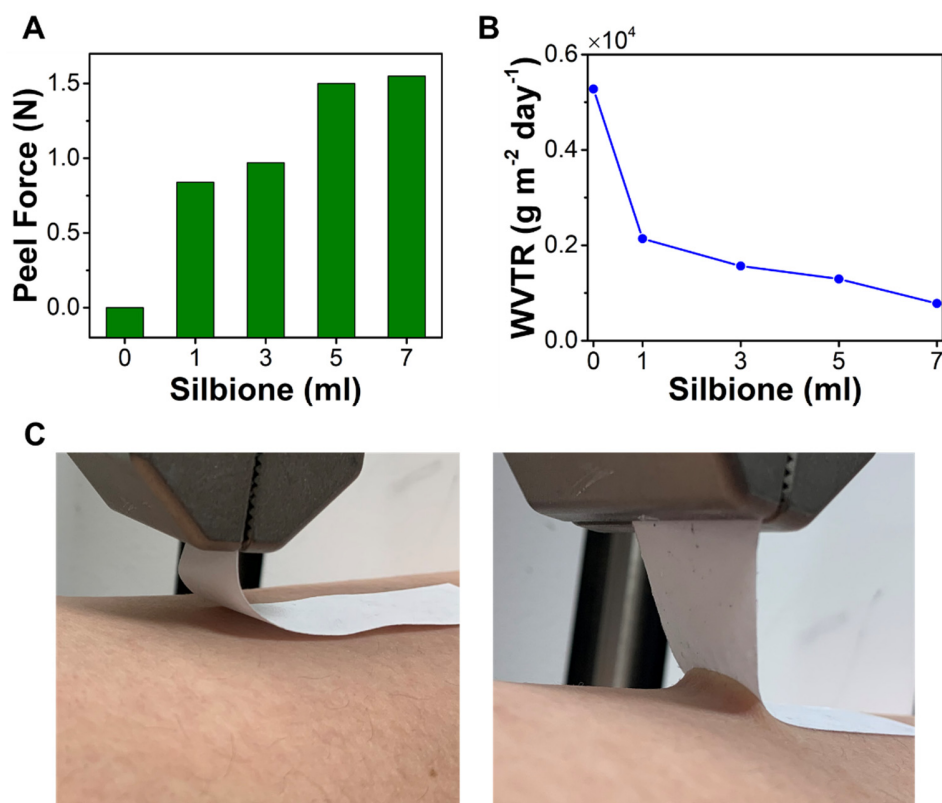 A
Peel Force (N)
1.5
1.0
0.5
0.0
0 1 3 5 7
Silbione (ml)
B
×10⁴
WVTR (g m⁻² day⁻¹)
0.6
0.4
0.2
0.0
0 1 3 5 7
Silbione (ml)
C